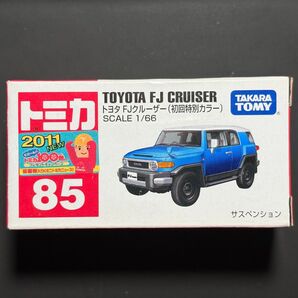 トミカ
2011
NEW
85
TOYOTA FJ CRUISER
トヨタ FJクルーザー(初回特別カラー)
SCALE 1/66
TAKARA
TOMY
サスペンション